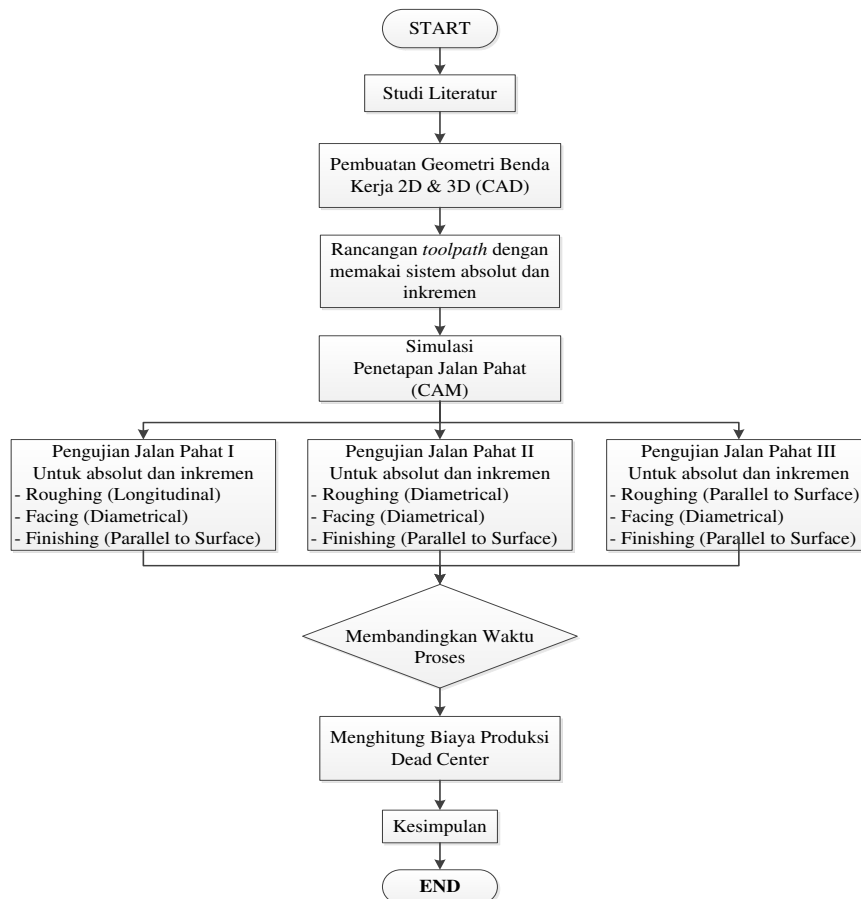 START
Studi Literatur
Pembuatan Geometri Benda
Kerja 2D & 3D (CAD)
Rancangan toolpath dengan
memakai sistem absolut dan
inkremen
Simulasi
Penetapan Jalan Pahat
(CAM)
Pengujian Jalan Pahat I
Untuk absolut dan inkremen
- Roughing (Longitudinal)
- Facing (Diametrical)
- Finishing (Parallel to Surface)
Pengujian Jalan Pahat II
Untuk absolut dan inkremen
- Roughing (Diametrical)
- Facing (Diametrical)
- Finishing (Parallel to Surface)
Pengujian Jalan Pahat III
Untuk absolut dan inkremen
- Roughing (Parallel to Surface)
- Facing (Diametrical)
- Finishing (Parallel to Surface)
Membandingkan Waktu
Proses
Menghitung Biaya Produksi
Dead Center
Kesimpulan
END